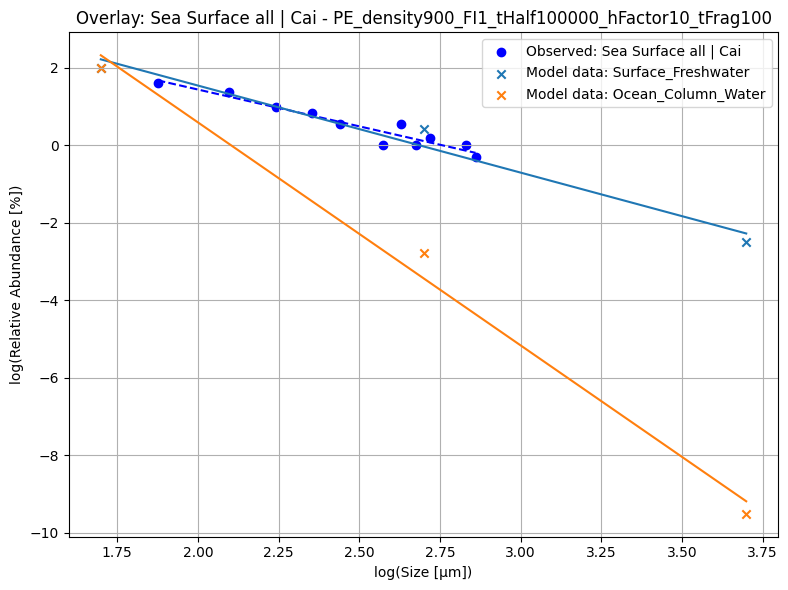 Overlay: Sea Surface all | Cai - PE_density900_FI1_tHalf100000_hFactor10_tFrag100
Observed: Sea Surface all | Cai
Model data: Surface_Freshwater
Model data: Ocean_Column_Water
log(Relative Abundance [%])
2
0
−2
−4
−6
−8
−10
1.75
2.00
2.25
2.50
2.75
3.00
3.25
3.50
3.75
log(Size [µm])